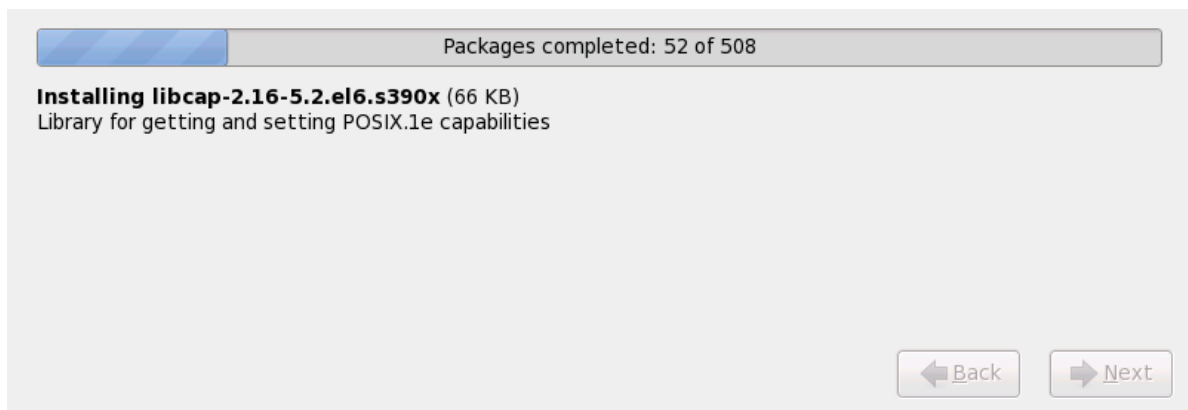 Packages completed: 52 of 508
Installing libcap-2.16-5.2.el6.s390x (66 KB)
Library for getting and setting POSIX.1e capabilities
Back
Next